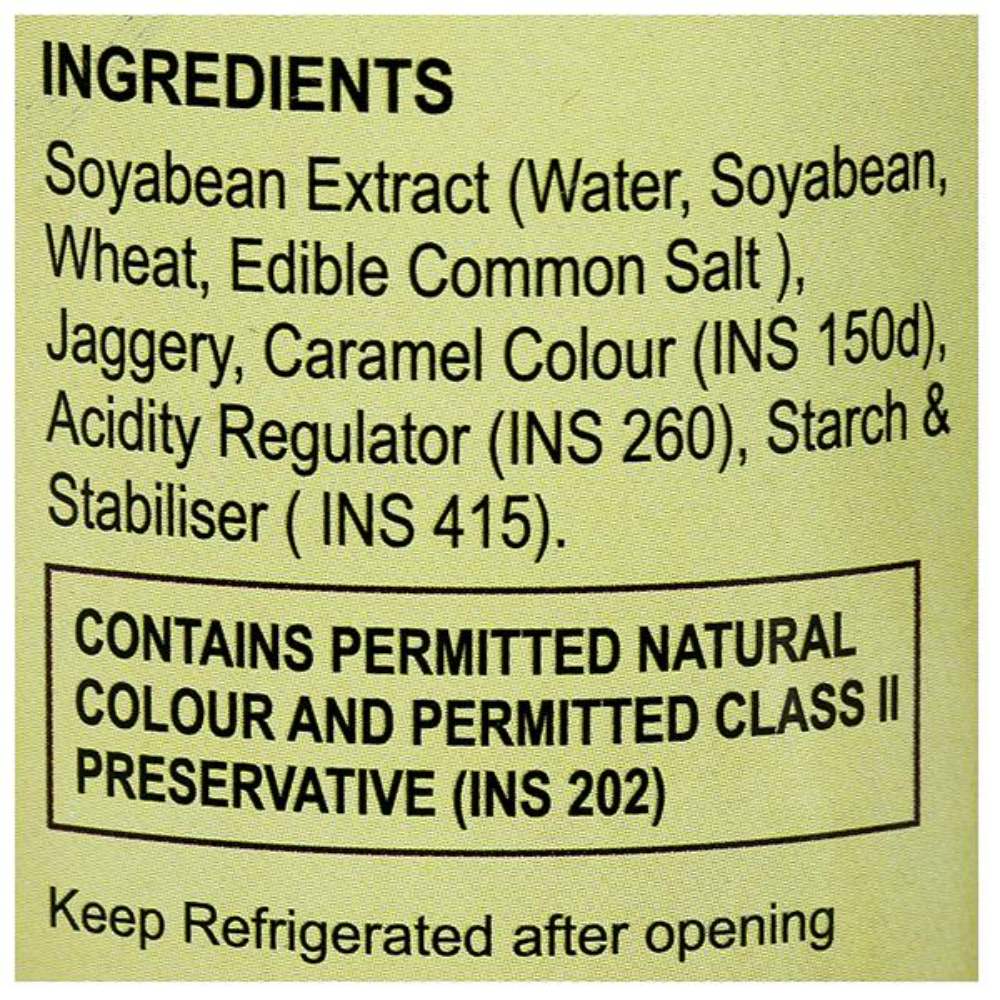 INGREDIENTS
Soyabean Extract (Water, Soyabean,
Wheat, Edible Common Salt ),
Jaggery, Caramel Colour (INS 150d),
Acidity Regulator (INS 260), Starch &
Stabiliser ( INS 415).
CONTAINS PERMITTED NATURAL
COLOUR AND PERMITTED CLASS II
PRESERVATIVE (INS 202)
Keep Refrigerated after opening